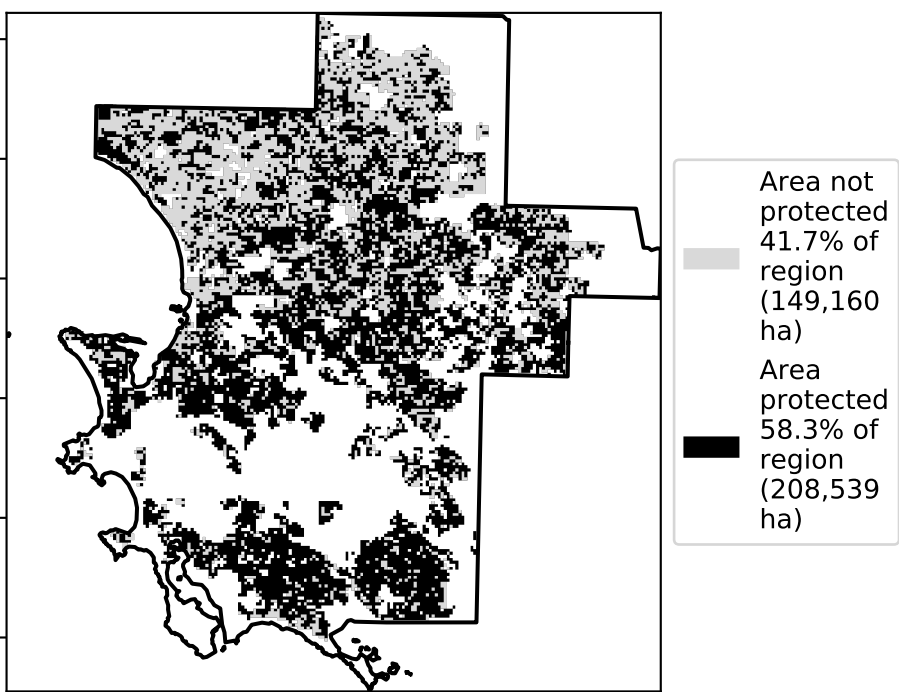 Area not
protected
41.7% of
region
(149,160
ha)
Area
protected
58.3% of
region
(208,539
ha)